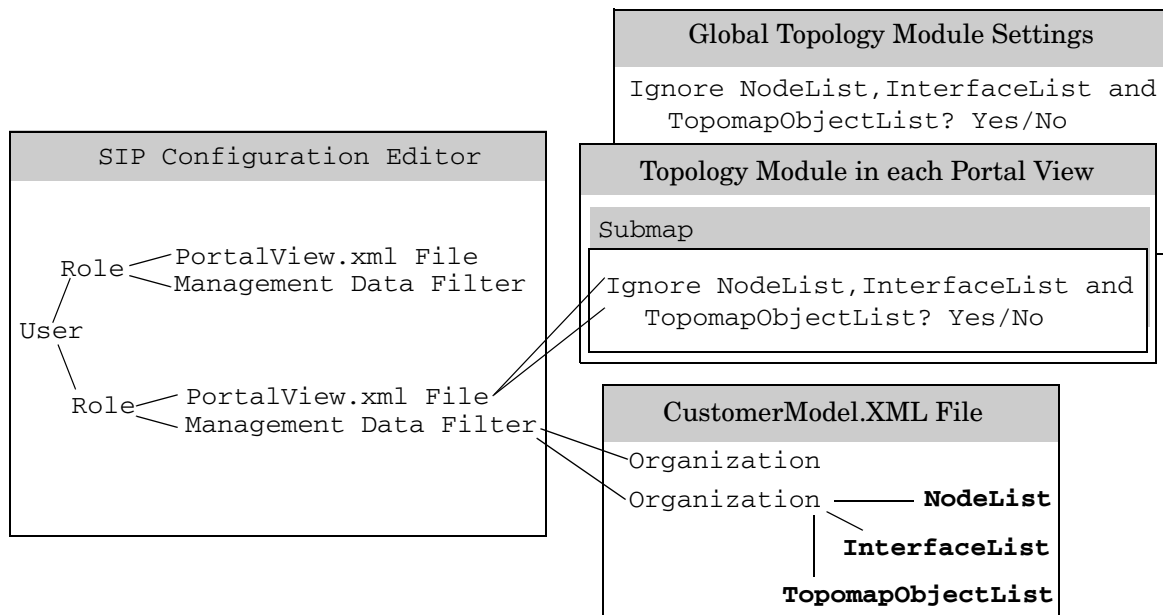 Global Topology Module Settings
Ignore NodeList,InterfaceList and
TopomapObjectList? Yes/No
SIP Configuration Editor
Role
PortalView.xml File
Management Data Filter
User
Role
PortalView.xml File
Management Data Filter
Topology Module in each Portal View
Submap
Ignore NodeList,InterfaceList and
TopomapObjectList? Yes/No
CustomerModel.XML File
Organization
Organization
NodeList
InterfaceList
TopomapObjectList